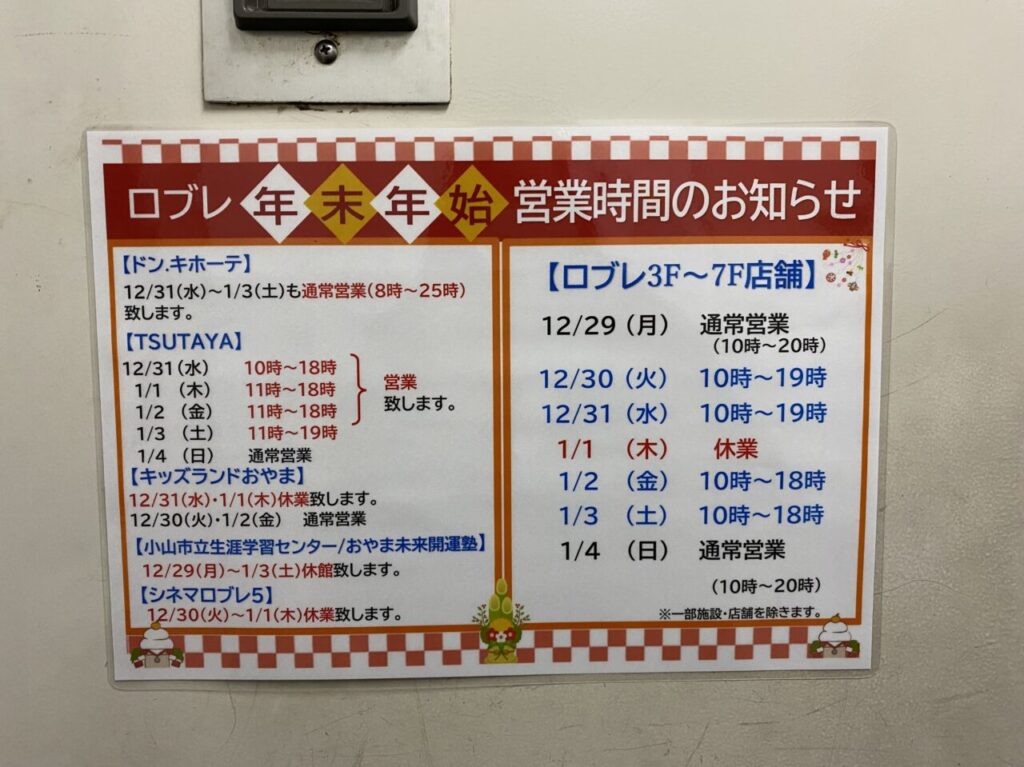 ロブレ 年末年始 営業時間のお知らせ
【ドン.キホーテ】
12/31(水)～1/3(土)も通常営業(8時～25時)
致します。
【TSUTAYA】
12/31(水) 10時～18時
1/1 (木) 11時～18時
1/2 (金) 11時～18時
営業
致します。
1/3 (土) 11時～19時
1/4 (日) 通常営業
【キッズランドおやま】
12/31(水)・1/1(木)休業致します。
12/30(火)・1/2(金) 通常営業
【小山市立生涯学習センター/おやま未来開運塾】
12/29(月)～1/3(土)休館致します。
【シネマロブレ5】
12/30(火)～1/1(木)休業致します。
【ロブレ3F～7F店舗】
12/29 (月) 通常営業
(10時～20時)
12/30 (火) 10時～19時
12/31 (水) 10時～19時
1/1 (木) 休業
1/2 (金) 10時～18時
1/3 (土) 10時～18時
1/4 (日) 通常営業
(10時～20時)
※一部施設・店舗を除きます。